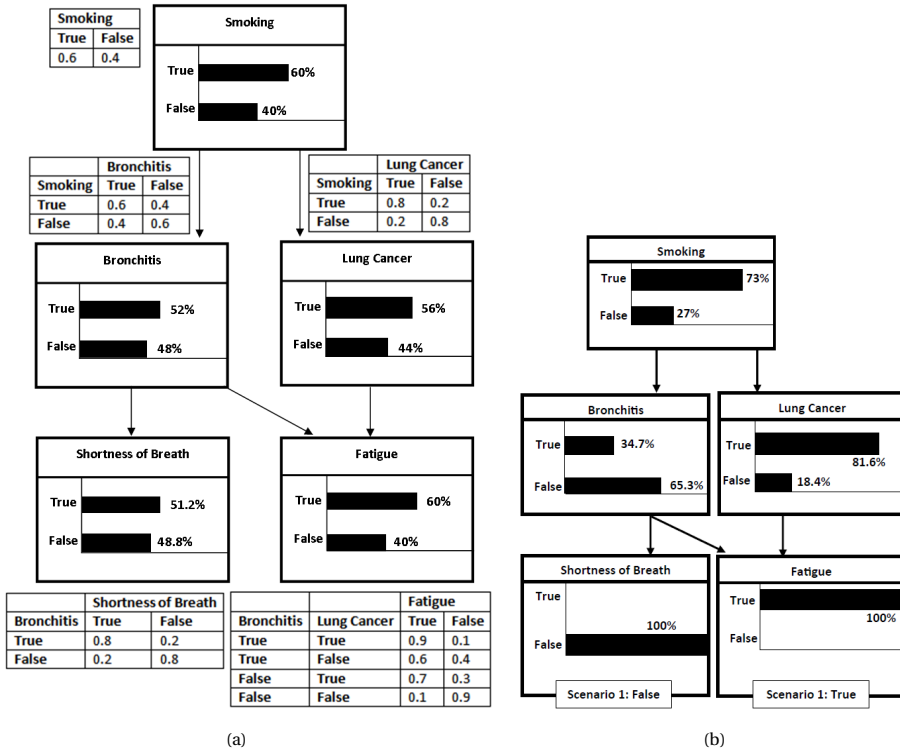 Smoking
True False
0.6 0.4
Smoking
True 60%
False 40%
Bronchitis
Smoking True False
True 0.6 0.4
False 0.4 0.6
Lung Cancer
Smoking True False
True 0.8 0.2
False 0.2 0.8
Bronchitis
True 52%
False 48%
Lung Cancer
True 56%
False 44%
Shortness of Breath
True 51.2%
False 48.8%
Fatigue
True 60%
False 40%
Shortness of Breath
Bronchitis True False
True 0.8 0.2
False 0.2 0.8
Fatigue
Bronchitis Lung Cancer True False
True True 0.9 0.1
True False 0.6 0.4
False True 0.7 0.3
False False 0.1 0.9
(a)
Smoking
True 73%
False 27%
Bronchitis
True 34.7%
False 65.3%
Lung Cancer
True
81.6%
False 18.4%
Shortness of Breath
True
100%
False
Scenario 1: False
Fatigue
True
100%
False
Scenario 1: True
(b)